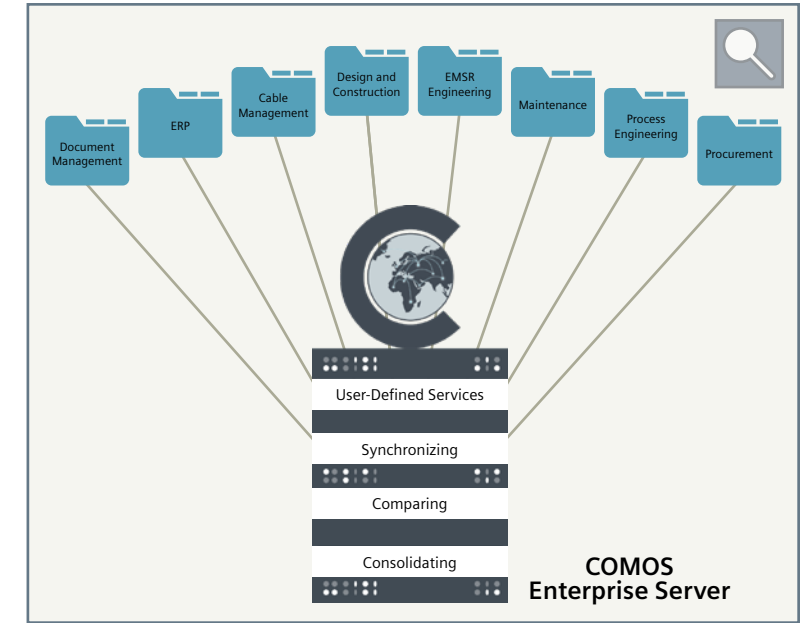 Document
Management
ERP
Cable
Management
Design and
Construction
EMSR
Engineering
Maintenance
Process
Engineering
Procurement
User-Defined Services
Synchronizing
Comparing
Consolidating
COMOS
Enterprise Server